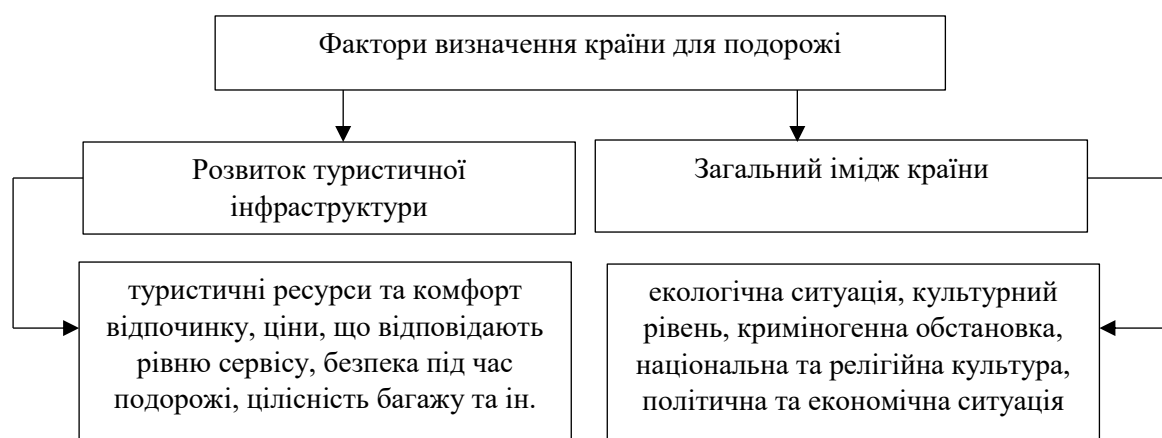 Фактори визначення країни для подорожі
Розвиток туристичної
інфраструктури
Загальний імідж країни
туристичні ресурси та комфорт
відпочинку, ціни, що відповідають
рівню сервісу, безпека під час
подорожі, цілісність багажу та ін.
екологічна ситуація, культурний
рівень, криміногенна обстановка,
національна та релігійна культура,
політична та економічна ситуація